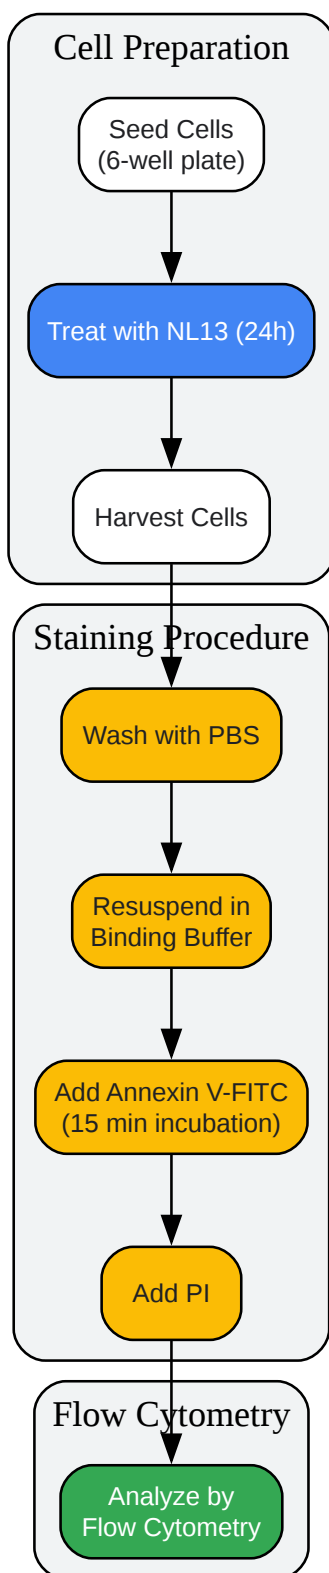 Cell Preparation
Seed Cells
(6-well plate)
Treat with NL13 (24h)
Harvest Cells
Staining Procedure
Wash with PBS
Resuspend in
Binding Buffer
Add Annexin V-FITC
(15 min incubation)
Add PI
Flow Cytometry
Analyze by
Flow Cytometry